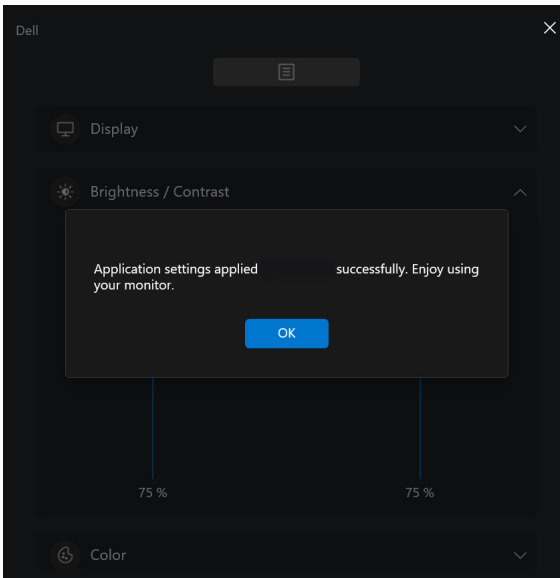 Dell
Display
Brightness / Contrast
Application settings applied successfully. Enjoy using
your monitor.
OK
75 % 75 %
Color